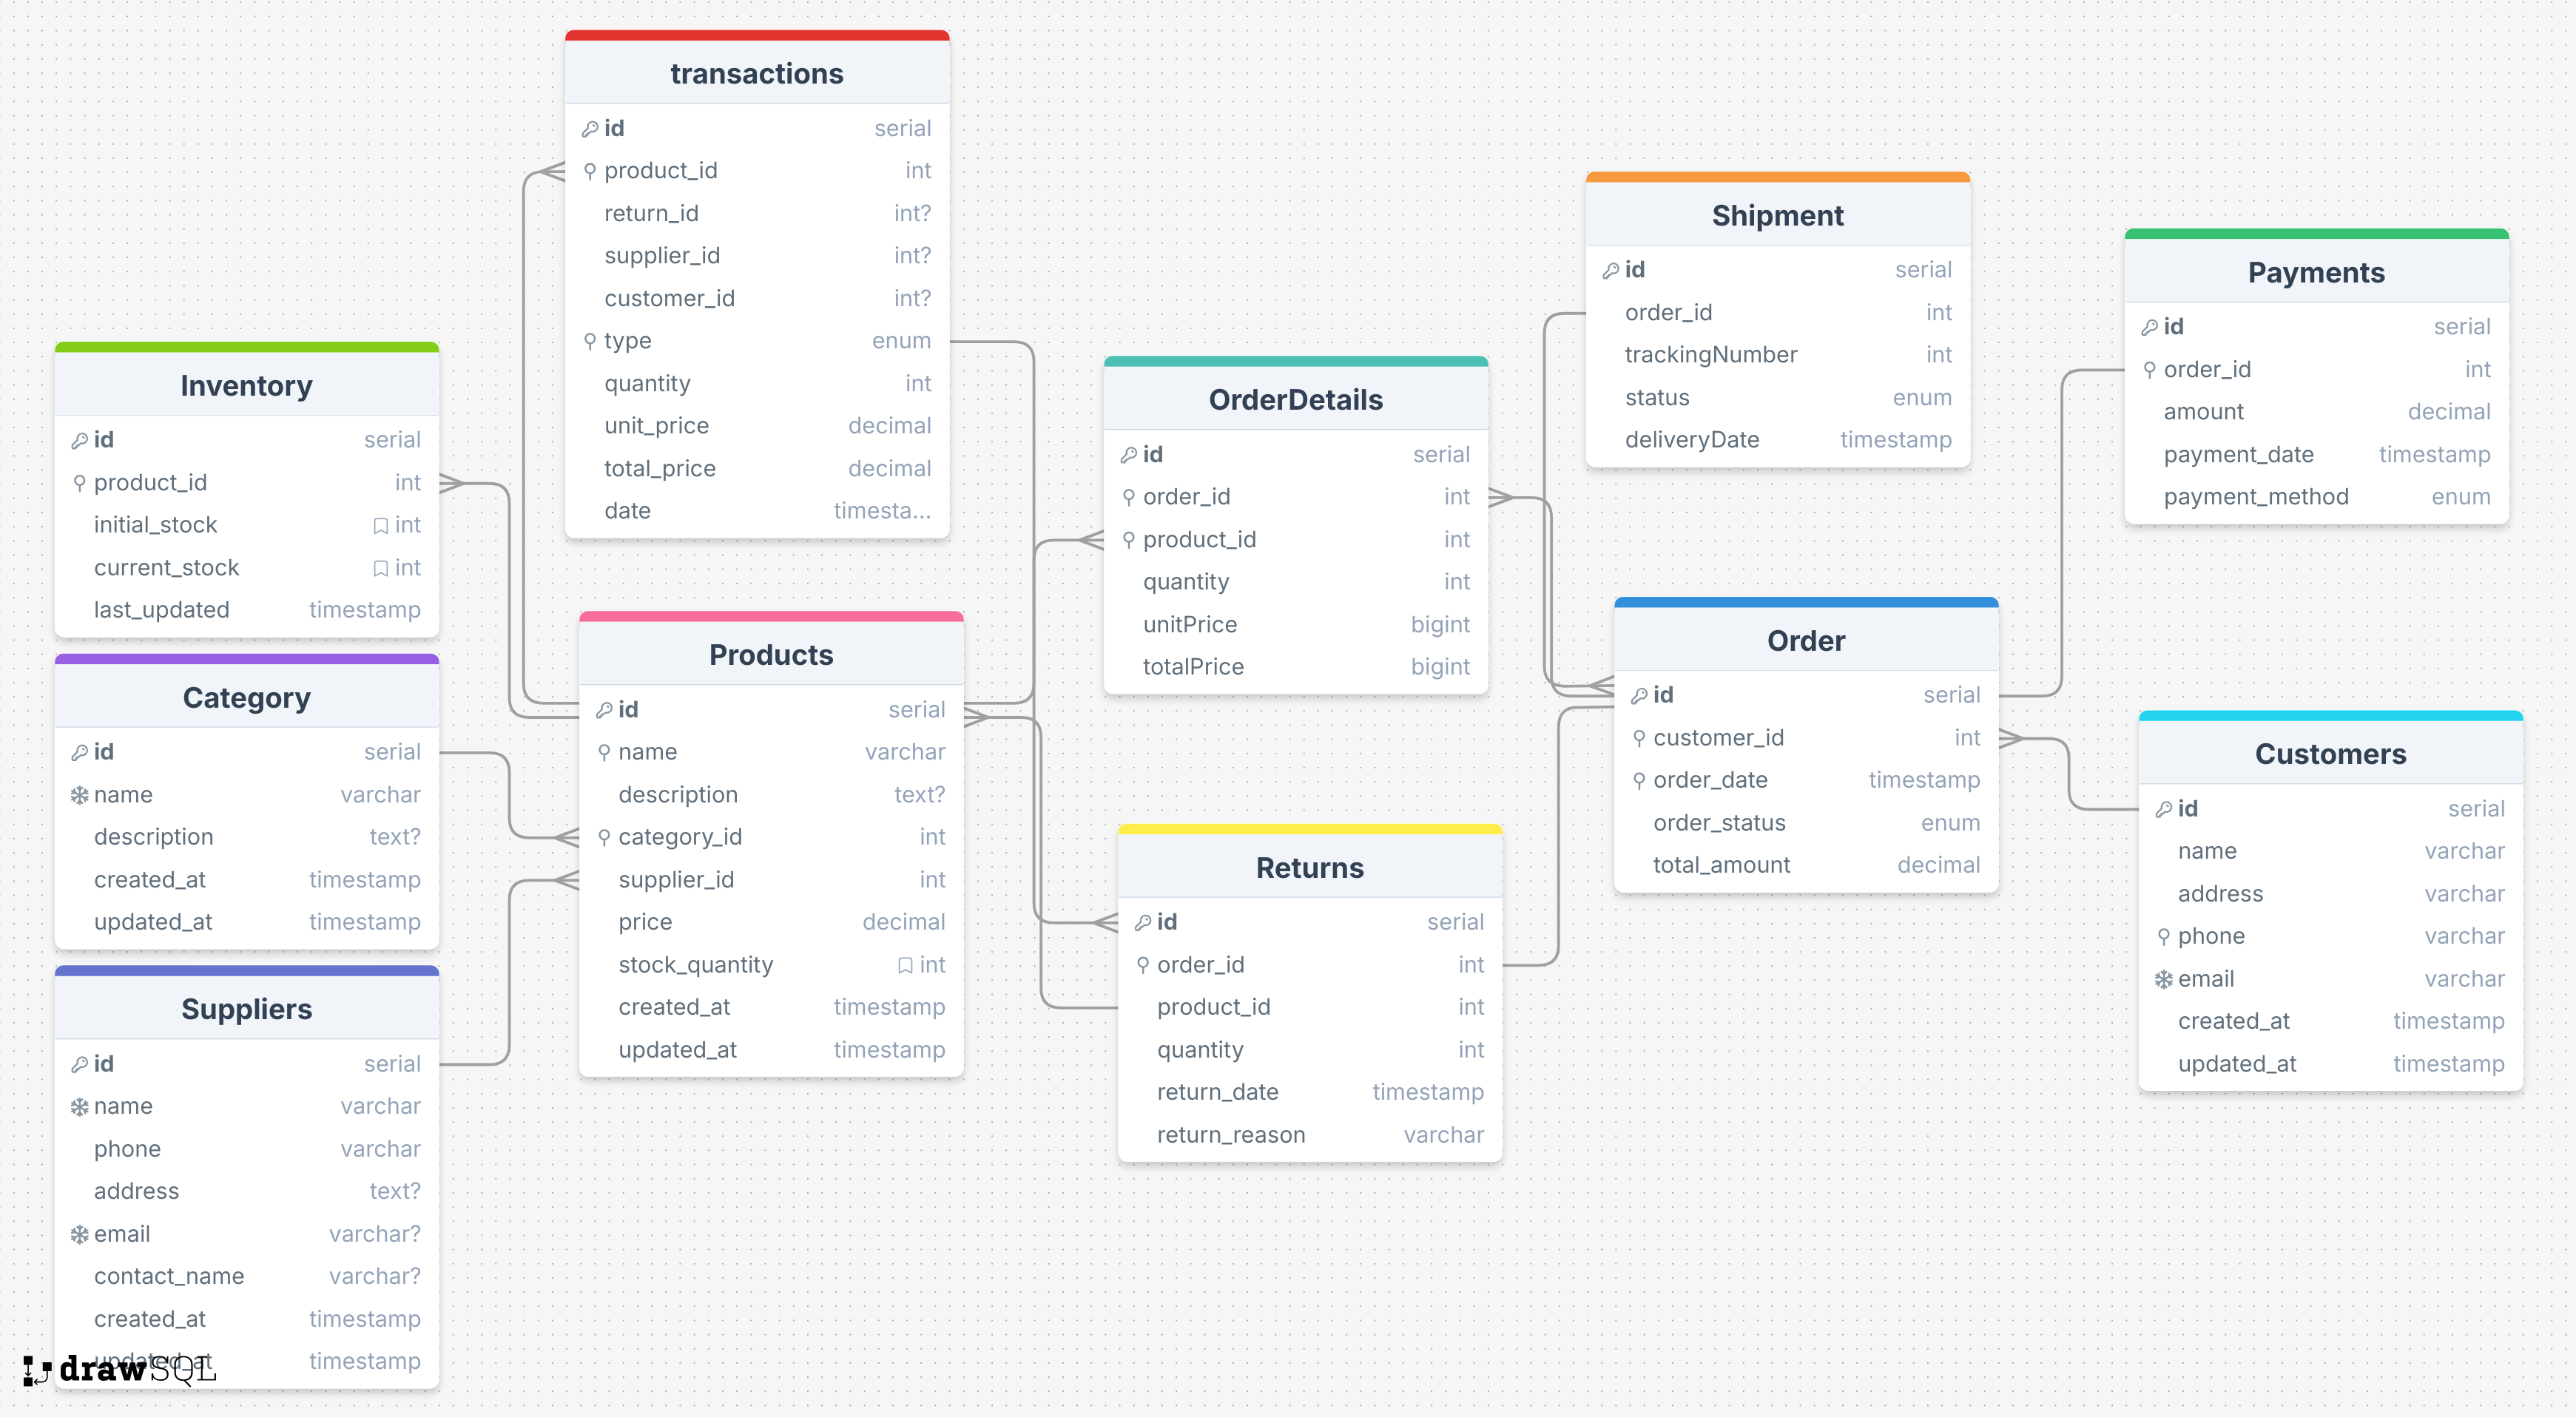 transactions
id serial
product_id int
return_id int?
supplier_id int?
customer_id int?
type enum
quantity int
unit_price decimal
total_price decimal
date timesta...
Inventory
id serial
product_id int
initial_stock int
current_stock int
last_updated timestamp
Category
id serial
name varchar
description text?
created_at timestamp
updated_at timestamp
Suppliers
id serial
name varchar
phone varchar
address text?
email varchar?
contact_name varchar?
created_at timestamp
updated_at timestamp
Products
id serial
name varchar
description text?
category_id int
supplier_id int
price decimal
stock_quantity int
created_at timestamp
updated_at timestamp
OrderDetails
id serial
order_id int
product_id int
quantity int
unitPrice bigint
totalPrice bigint
Returns
id serial
order_id int
product_id int
quantity int
return_date timestamp
return_reason varchar
Shipment
id serial
order_id int
trackingNumber int
status enum
deliveryDate timestamp
Order
id serial
customer_id int
order_date timestamp
order_status enum
total_amount decimal
Payments
id serial
order_id int
amount decimal
payment_date timestamp
payment_method enum
Customers
id serial
name varchar
address varchar
phone varchar
email varchar
created_at timestamp
updated_at timestamp
drawSQL